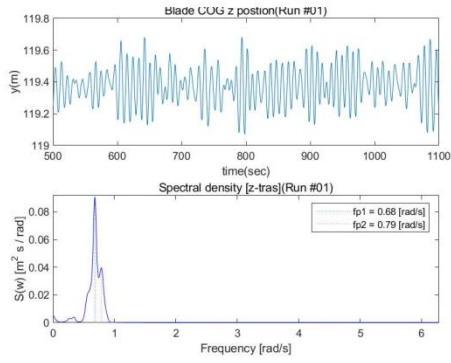 Blade COG z postion(Run #01)
119.8
119.6
119.4
119.2
119
y(m)
500 600 700 800 900 1000 1100
time(sec)
Spectral density [z-tras](Run #01)
0.08
0.06
0.04
0.02
0
S(w) [m² s / rad]
fp1 = 0.68 [rad/s]
fp2 = 0.79 [rad/s]
0 1 2 3 4 5 6
Frequency [rad/s]